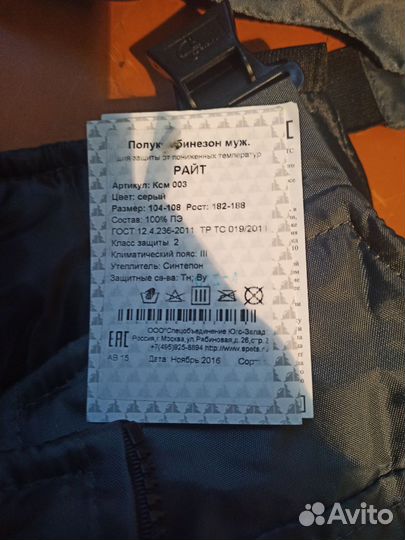 Полукомбинезон муж.
для защиты от пониженных температур
РАЙТ
Артикул: Ксм 003
Цвет: серый
Размер: 104-108 Рост: 182-188
Состав: 100% ПЭ
ГОСТ 12.4.236-2011 ТР ТС 019/2011
Класс защиты 2
Климатический пояс: III
Утеплитель: Синтепон
Защитные св-ва: Тн; Ву
ООО"Спецобъединение Юго-Запад
Россия,г.Москва,ул.Рябиновая,д.26,стр.2
+7(495)925-8894 http://www.spets.ru
АВ 15 Дата: Ноябрь 2016 Сорт:
Avito